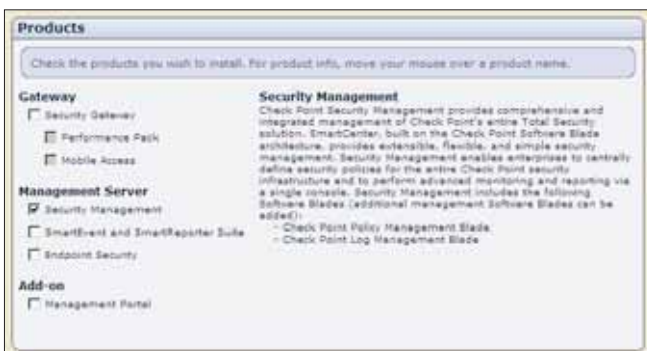 Products
Check the products you wish to install. For product info, move your mouse over a product name.
Gateway
Security Gateway
Performance Pack
Mobile Access
Management Server
Security Management
SmartEvent and SmartReporter Suite
Endpoint Security
Add-on
Management Portal
Security Management
Check Point Security Management provides comprehensive and
integrated management of Check Point's entire Total Security
solution. SmartCenter, built on the Check Point Software Blade
architecture, provides extensible, flexible, and simple security
management. Security Management enables enterprises to centrally
define security policies for the entire Check Point security
infrastructure and to perform advanced monitoring and reporting via
a single console. Security Management includes the following
Software Blades (additional management Software Blades can be
added):
- Check Point Policy Management Blade
- Check Point Log Management Blade